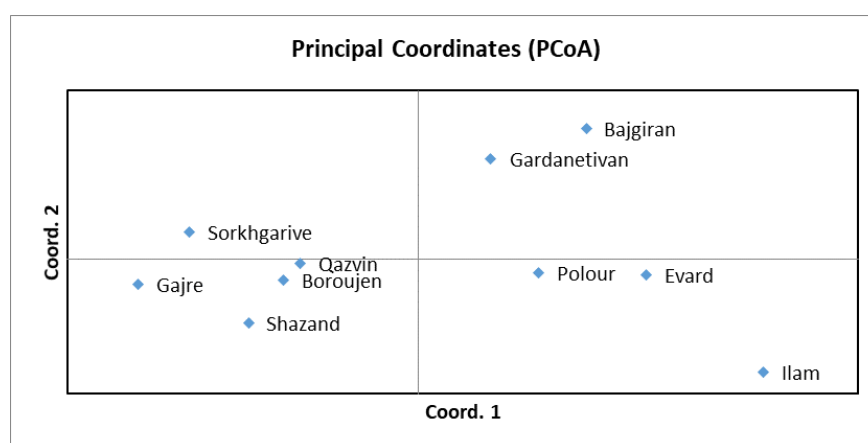 Principal Coordinates (PCoA)
Bajgiran
Gardanetivan
Sorkhgarive
Qazvin
Boroujen
Gajre
Polour
Evard
Shazand
Ilam
Coord. 2
Coord. 1